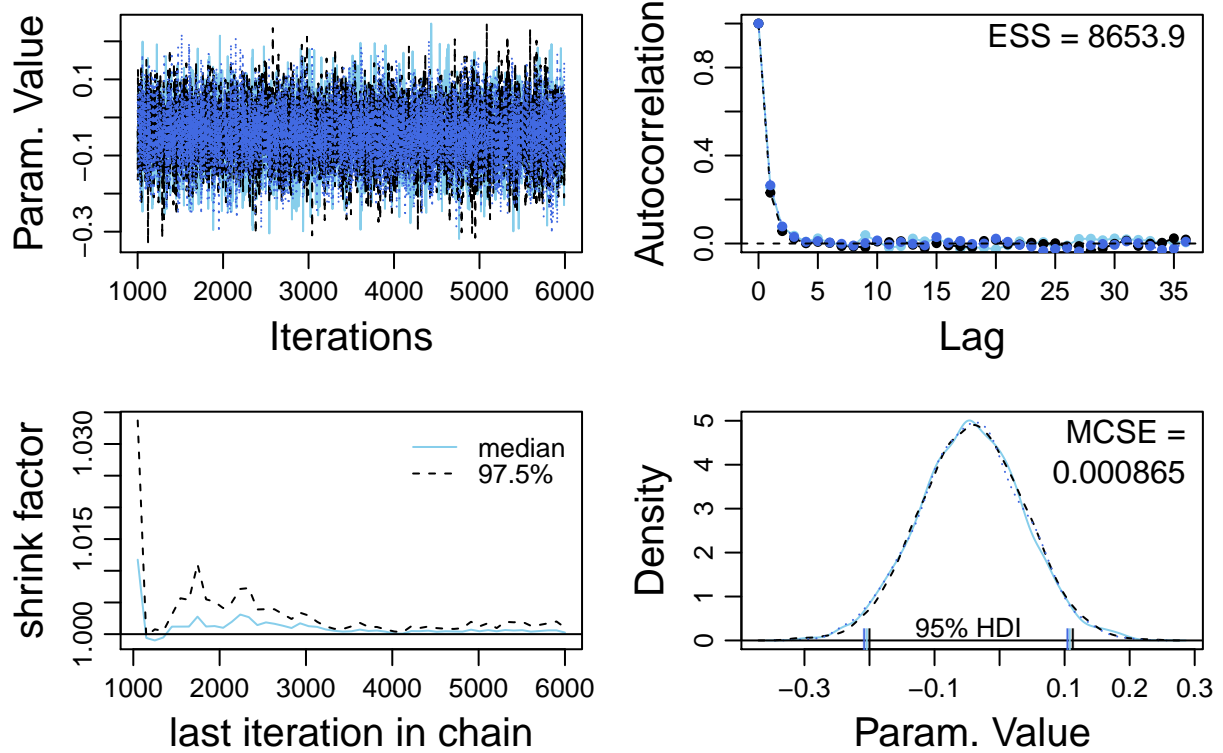 Param. Value
0.1
−0.1
−0.3
1000 2000 3000 4000 5000 6000
Iterations
Autocorrelation
0.8
0.4
0.0
ESS = 8653.9
0 5 10 15 20 25 30 35
Lag
shrink factor
1.030
1.015
1.000
median
97.5%
1000 2000 3000 4000 5000 6000
last iteration in chain
Density
5
4
3
2
1
0
MCSE =
0.000865
95% HDI
−0.3 −0.1 0.1 0.2 0.3
Param. Value